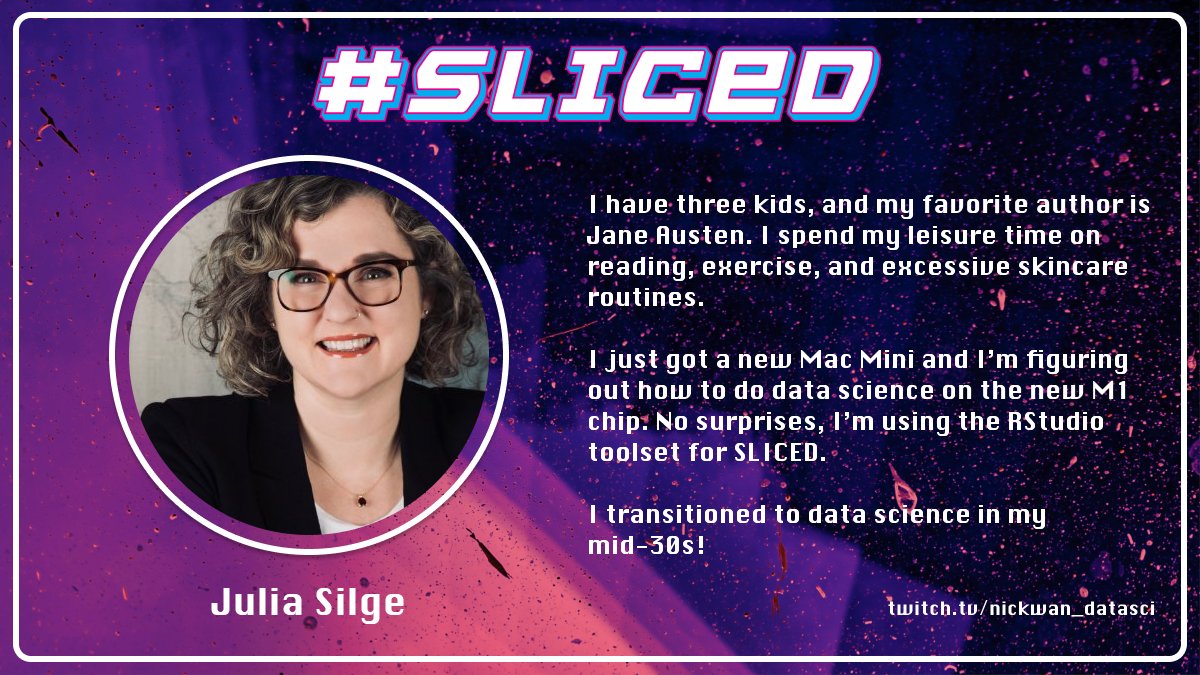 #SLICED
I have three kids, and my favorite author is
Jane Austen. I spend my leisure time on
reading, exercise, and excessive skincare
routines.
I just got a new Mac Mini and I’m figuring
out how to do data science on the new M1
chip. No surprises, I’m using the RStudio
toolset for SLICED.
I transitioned to data science in my
mid-30s!
Julia Silge
twitch.tv/nickwan_datasci